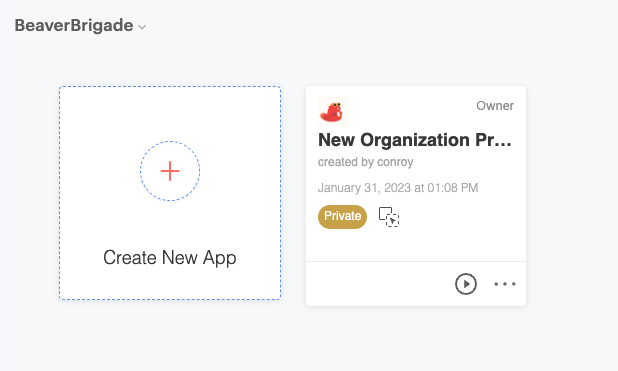 BeaverBrigade
Create New App
Owner
New Organization Pr...
created by conroy
January 31, 2023 at 01:08 PM
Private